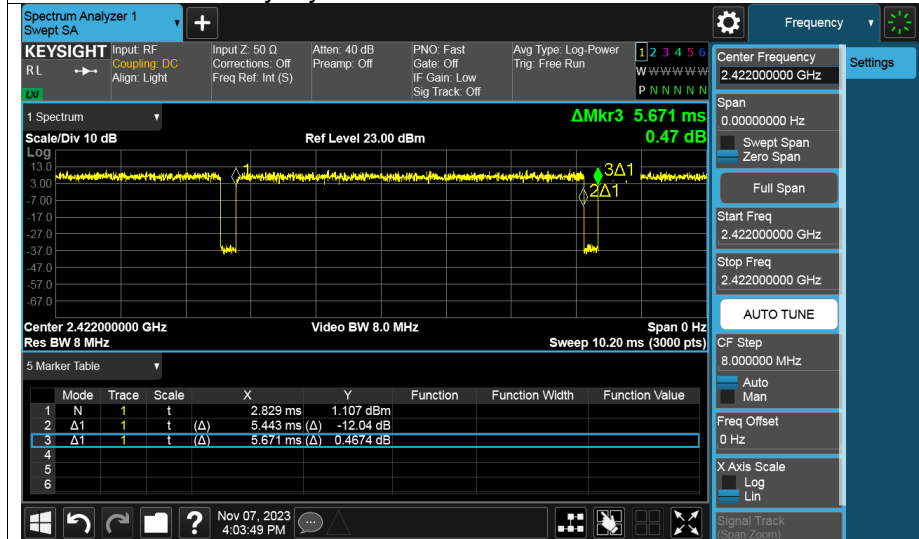 Spectrum Analyzer 1
Swept SA
Frequency
KEYSIGHT
RL
LXI
Input: RF
Coupling: DC
Align: Light
Input Z: 50 Ω
Corrections: Off
Freq Ref: Int (S)
Atten: 40 dB
Preamp: Off
PNO: Fast
Gate: Off
IF Gain: Low
Sig Track: Off
Avg Type: Log-Power
Trig: Free Run
1 2 3 4 5 6
W W W W W W
P N N N N N
Center Frequency
2.422000000 GHz
Settings
1 Spectrum
ΔMkr3 5.671 ms
0.47 dB
Scale/Div 10 dB
Ref Level 23.00 dBm
Log
13.0
3.00
-7.00
-17.0
-27.0
-37.0
-47.0
-57.0
-67.0
1
3Δ1
2Δ1
Center 2.422000000 GHz
Video BW 8.0 MHz
Span 0 Hz
Res BW 8 MHz
Sweep 10.20 ms (3000 pts)
Span
0.00000000 Hz
Swept Span
Zero Span
Full Span
Start Freq
2.422000000 GHz
Stop Freq
2.422000000 GHz
AUTO TUNE
CF Step
8.000000 MHz
Auto
Man
Freq Offset
0 Hz
X Axis Scale
Log
Lin
Signal Track
(Span Zoom)
5 Marker Table
Mode Trace Scale X Y Function Function Width Function Value
1 N 1 t 2.829 ms 1.107 dBm
2 Δ1 1 t (Δ) 5.443 ms (Δ) -12.04 dB
3 Δ1 1 t (Δ) 5.671 ms (Δ) 0.4674 dB
4
5
6
?
Nov 07, 2023
4:03:49 PM